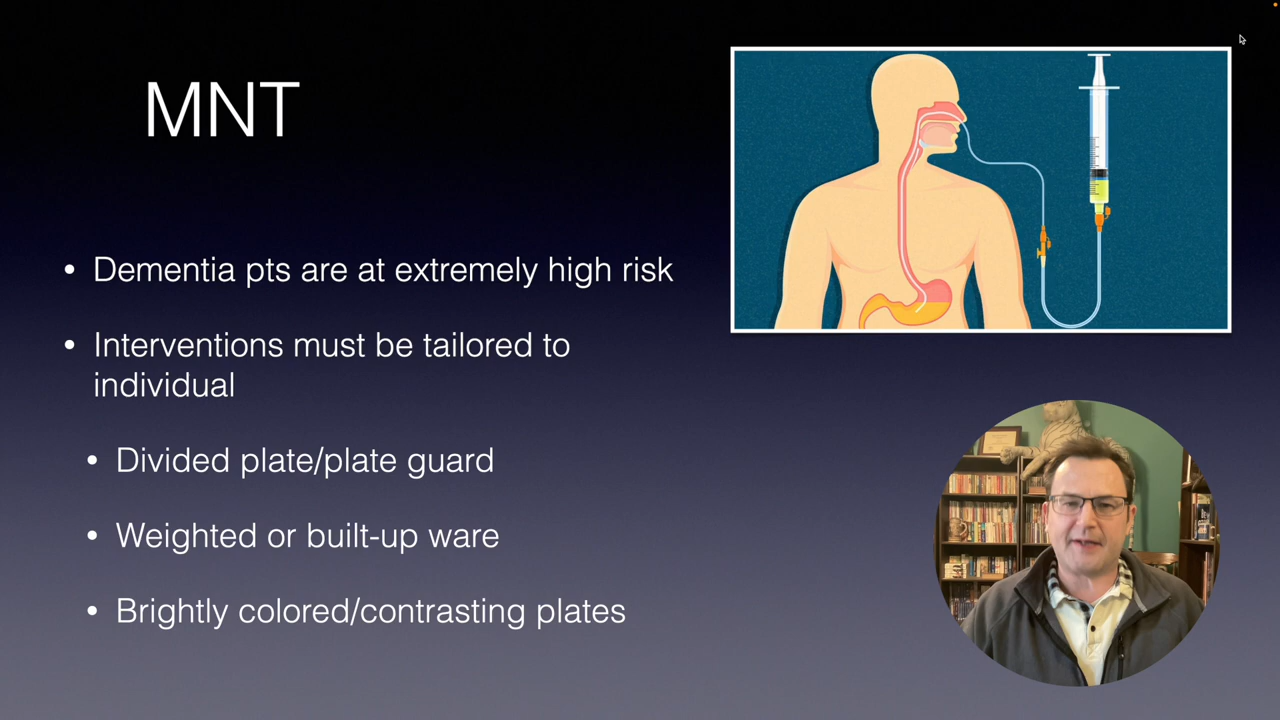 MNT
• Dementia pts are at extremely high risk
• Interventions must be tailored to
individual
• Divided plate/plate guard
• Weighted or built-up ware
• Brightly colored/contrasting plates